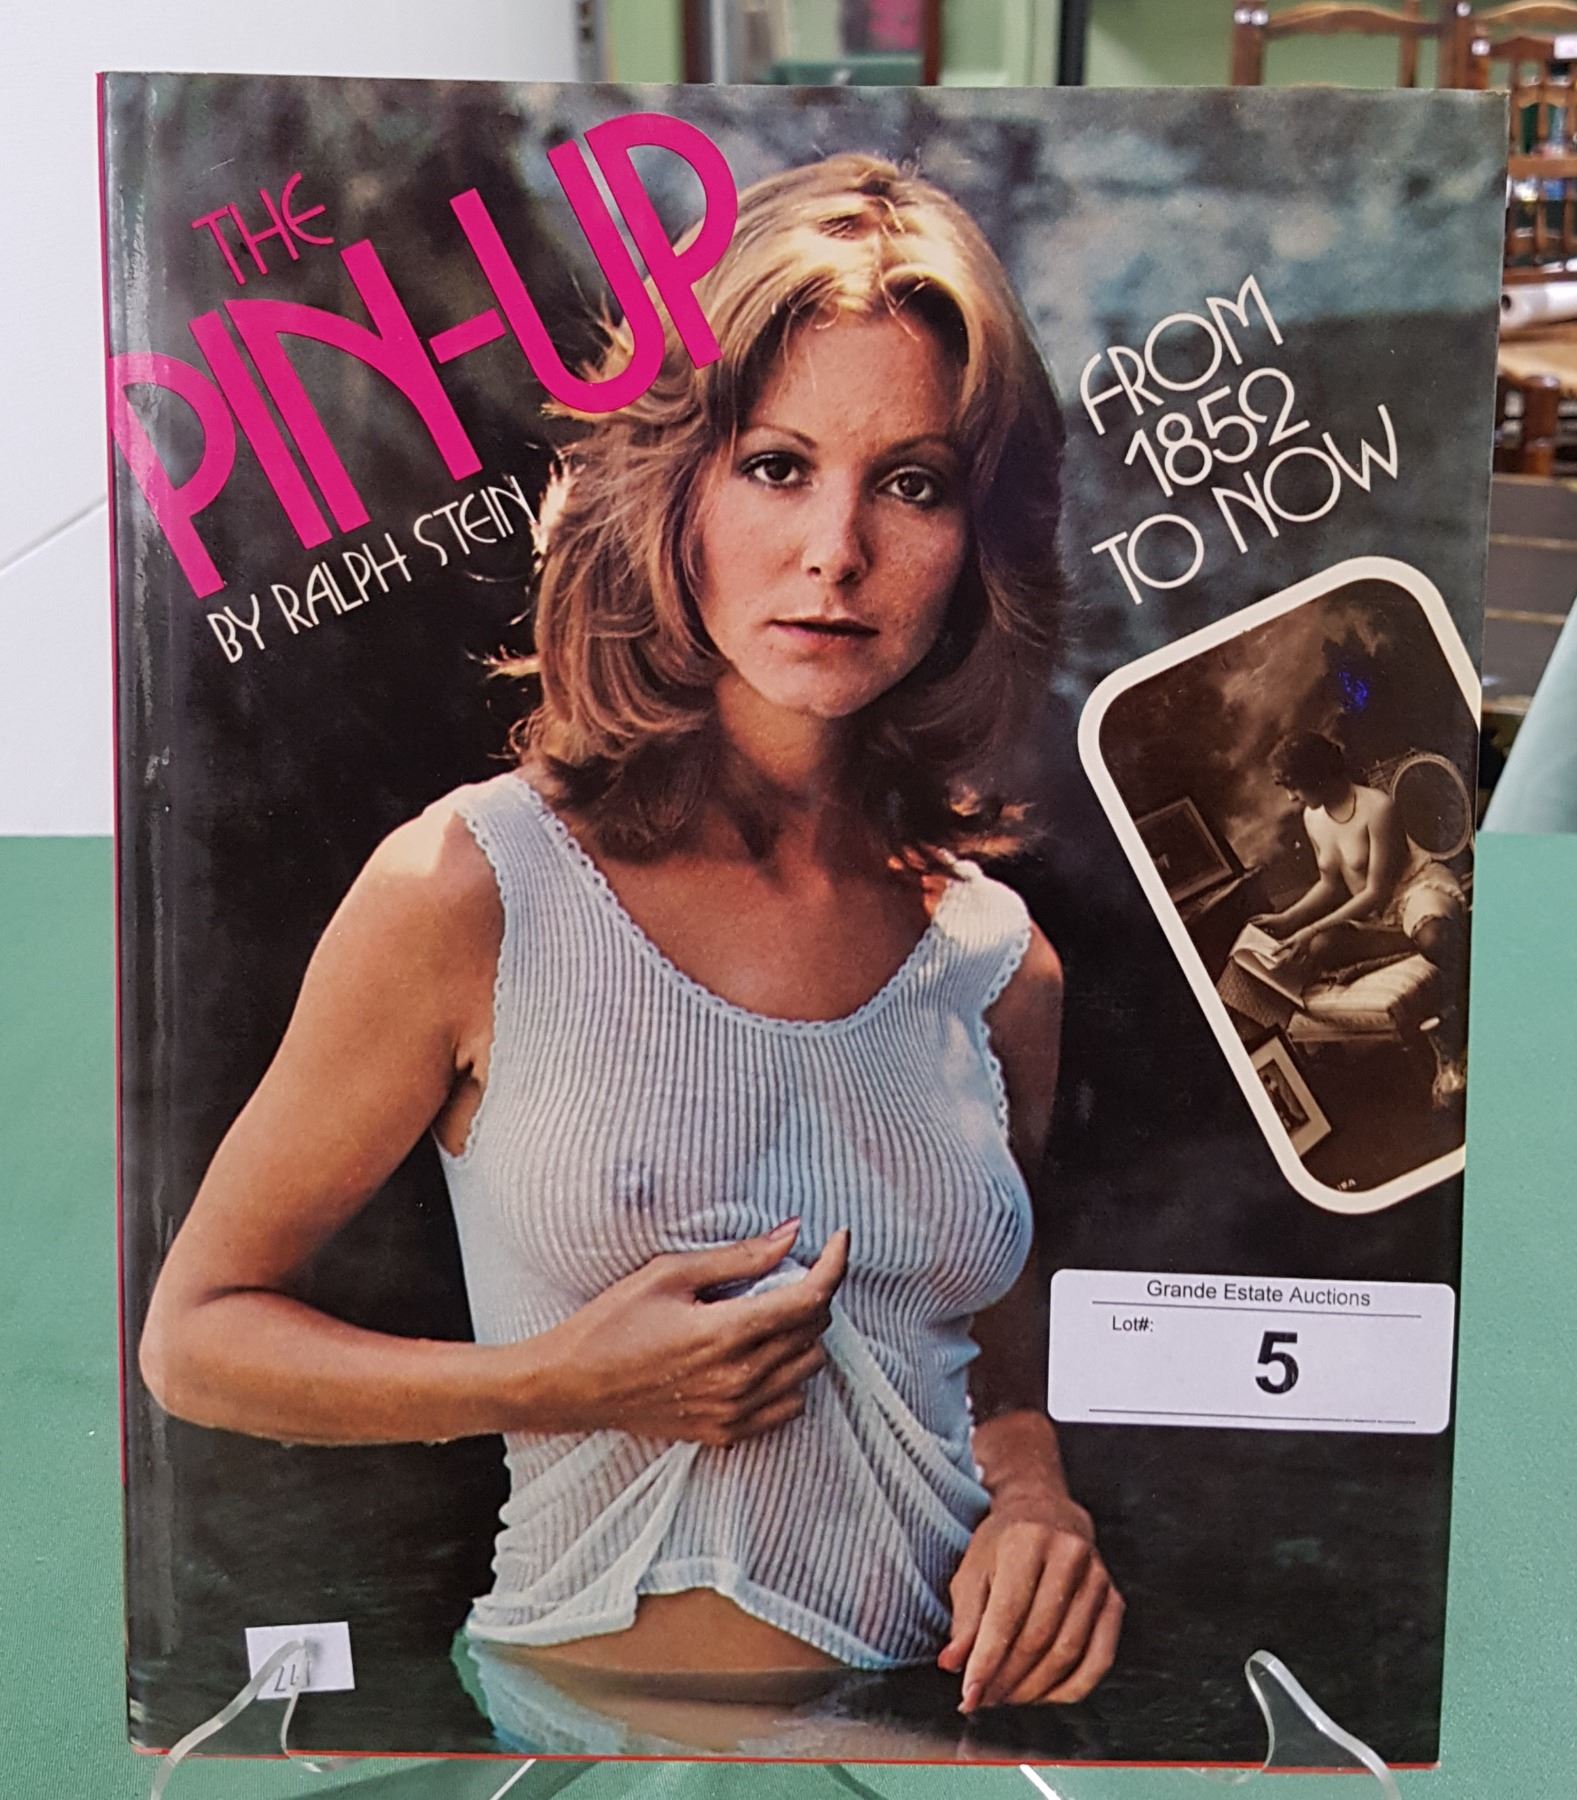 THE
PIN-UP
BY RALPH STEIN
FROM
1852
TO NOW
Grande Estate Auctions
Lot#:
5